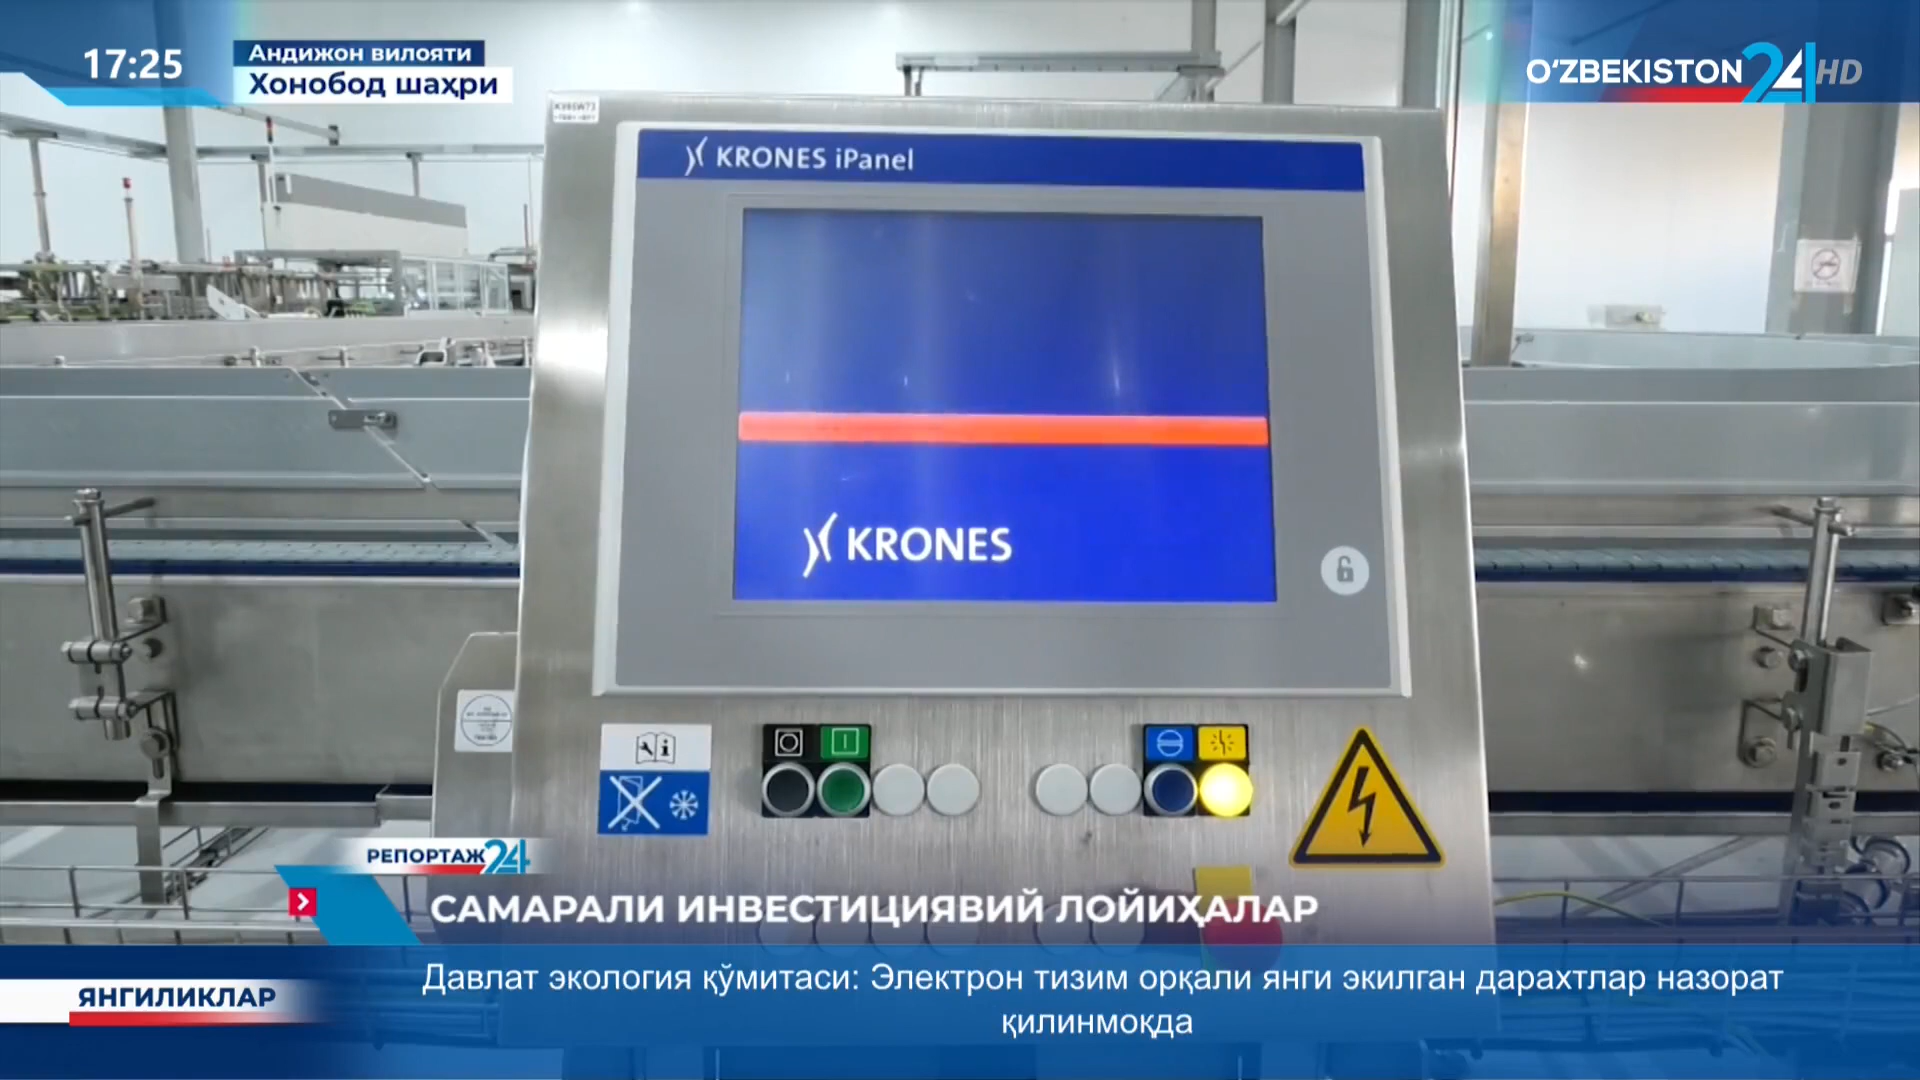 17:25
Андижон вилояти
Хонобод шаҳри
O‘ZBEKISTON 24 HD
KRONES iPanel
KRONES
РЕПОРТАЖ 24
САМАРАЛИ ИНВЕСТИЦИЯВИЙ ЛОЙИҲАЛАР
ЯНГИЛИКЛАР
Давлат экология қўмитаси: Электрон тизим орқали янги экилган дарахтлар назорат
қилинмоқда